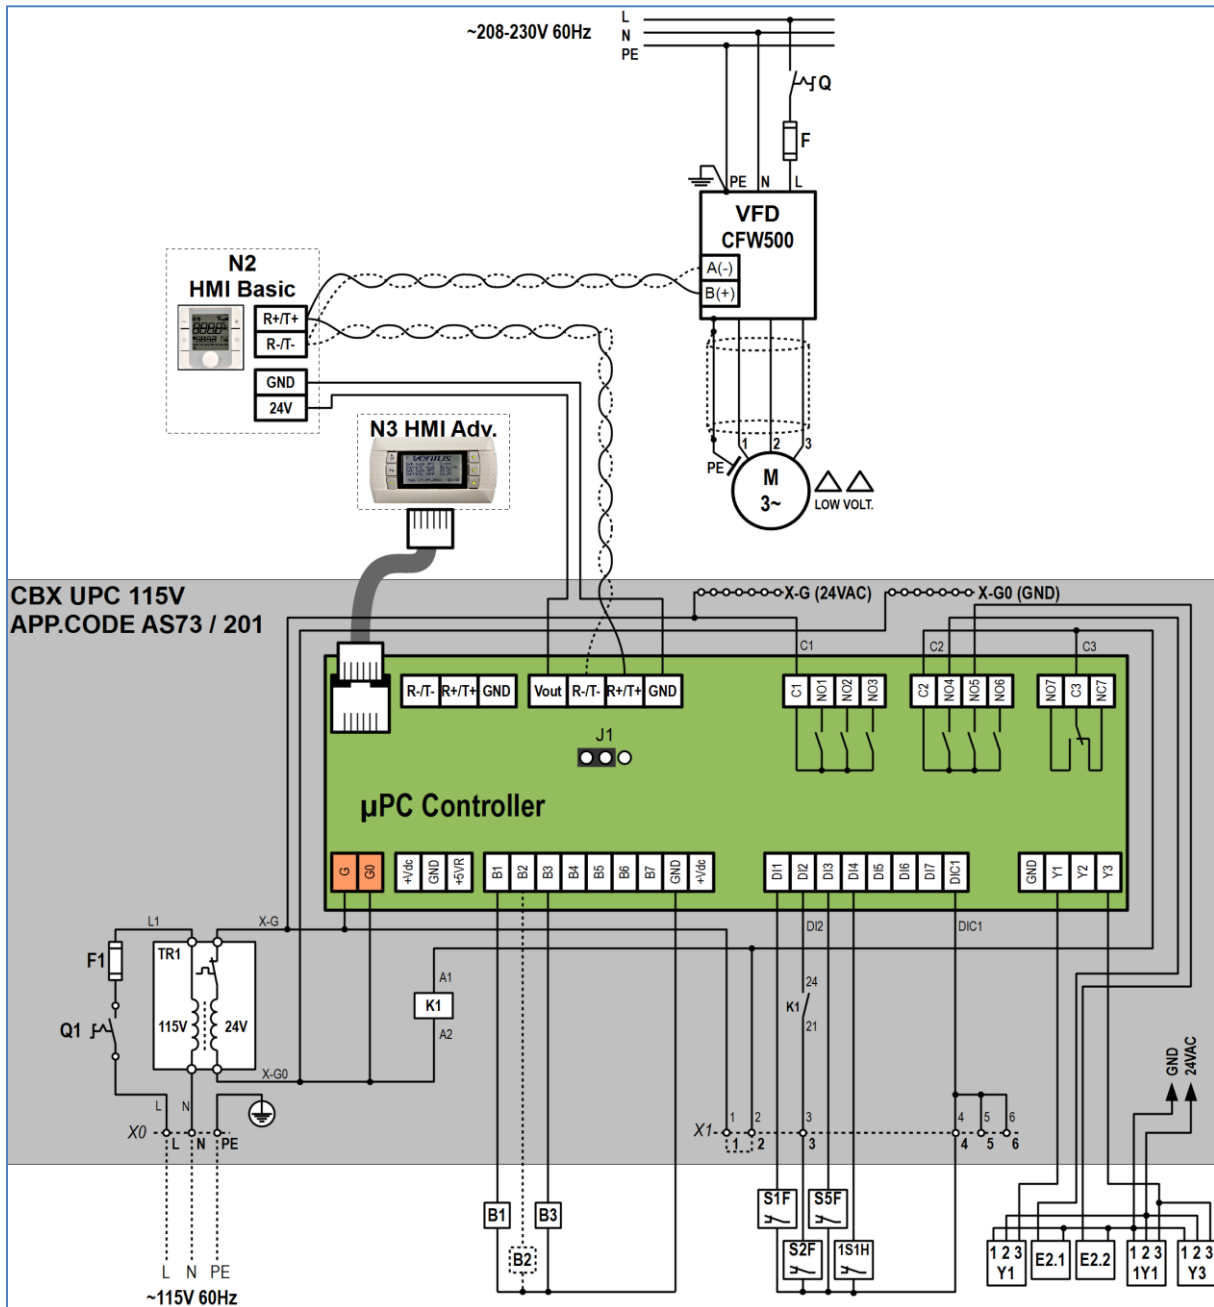 L
~208-230V 60Hz
N
PE
Q
F
PE N L
VFD
CFW500
A(-)
B(+)
N2
HMI Basic
R+/T+
R-/T-
GND
24V
N3 HMI Adv.
ventus
1 2 3
PE
M
3~
LOW VOLT.
CBX UPC 115V
APP.CODE AS73 / 201
X-G (24VAC)
X-G0 (GND)
C1 C2 C3
R-/T- R+/T+ GND
Vout R-/T- R+/T+ GND
C1 NO1 NO2 NO3
C2 NO4 NO5 NO6
NO7 C3 NC7
J1
µPC Controller
G G0
+Vdc GND +5VR
B1 B2 B3 B4 B5 B6 B7 GND +Vdc
DI1 DI2 DI3 DI4 DI5 DI6 DI7 DIC1
GND Y1 Y2 Y3
L1
X-G
DI2
DIC1
F1
TR1
A1
K1
A2
24
K1
21
Q1
115V
24V
X-G0
GND
24VAC
L N
X0
L N PE
1 2 3 4 5 6
X1
1 2 3 4 5 6
B1
B3
B2
S1F
S5F
S2F
1S1H
1 2 3
Y1
E2.1
E2.2
1 2 3
1Y1
1 2 3
Y3
L N PE
~115V 60Hz